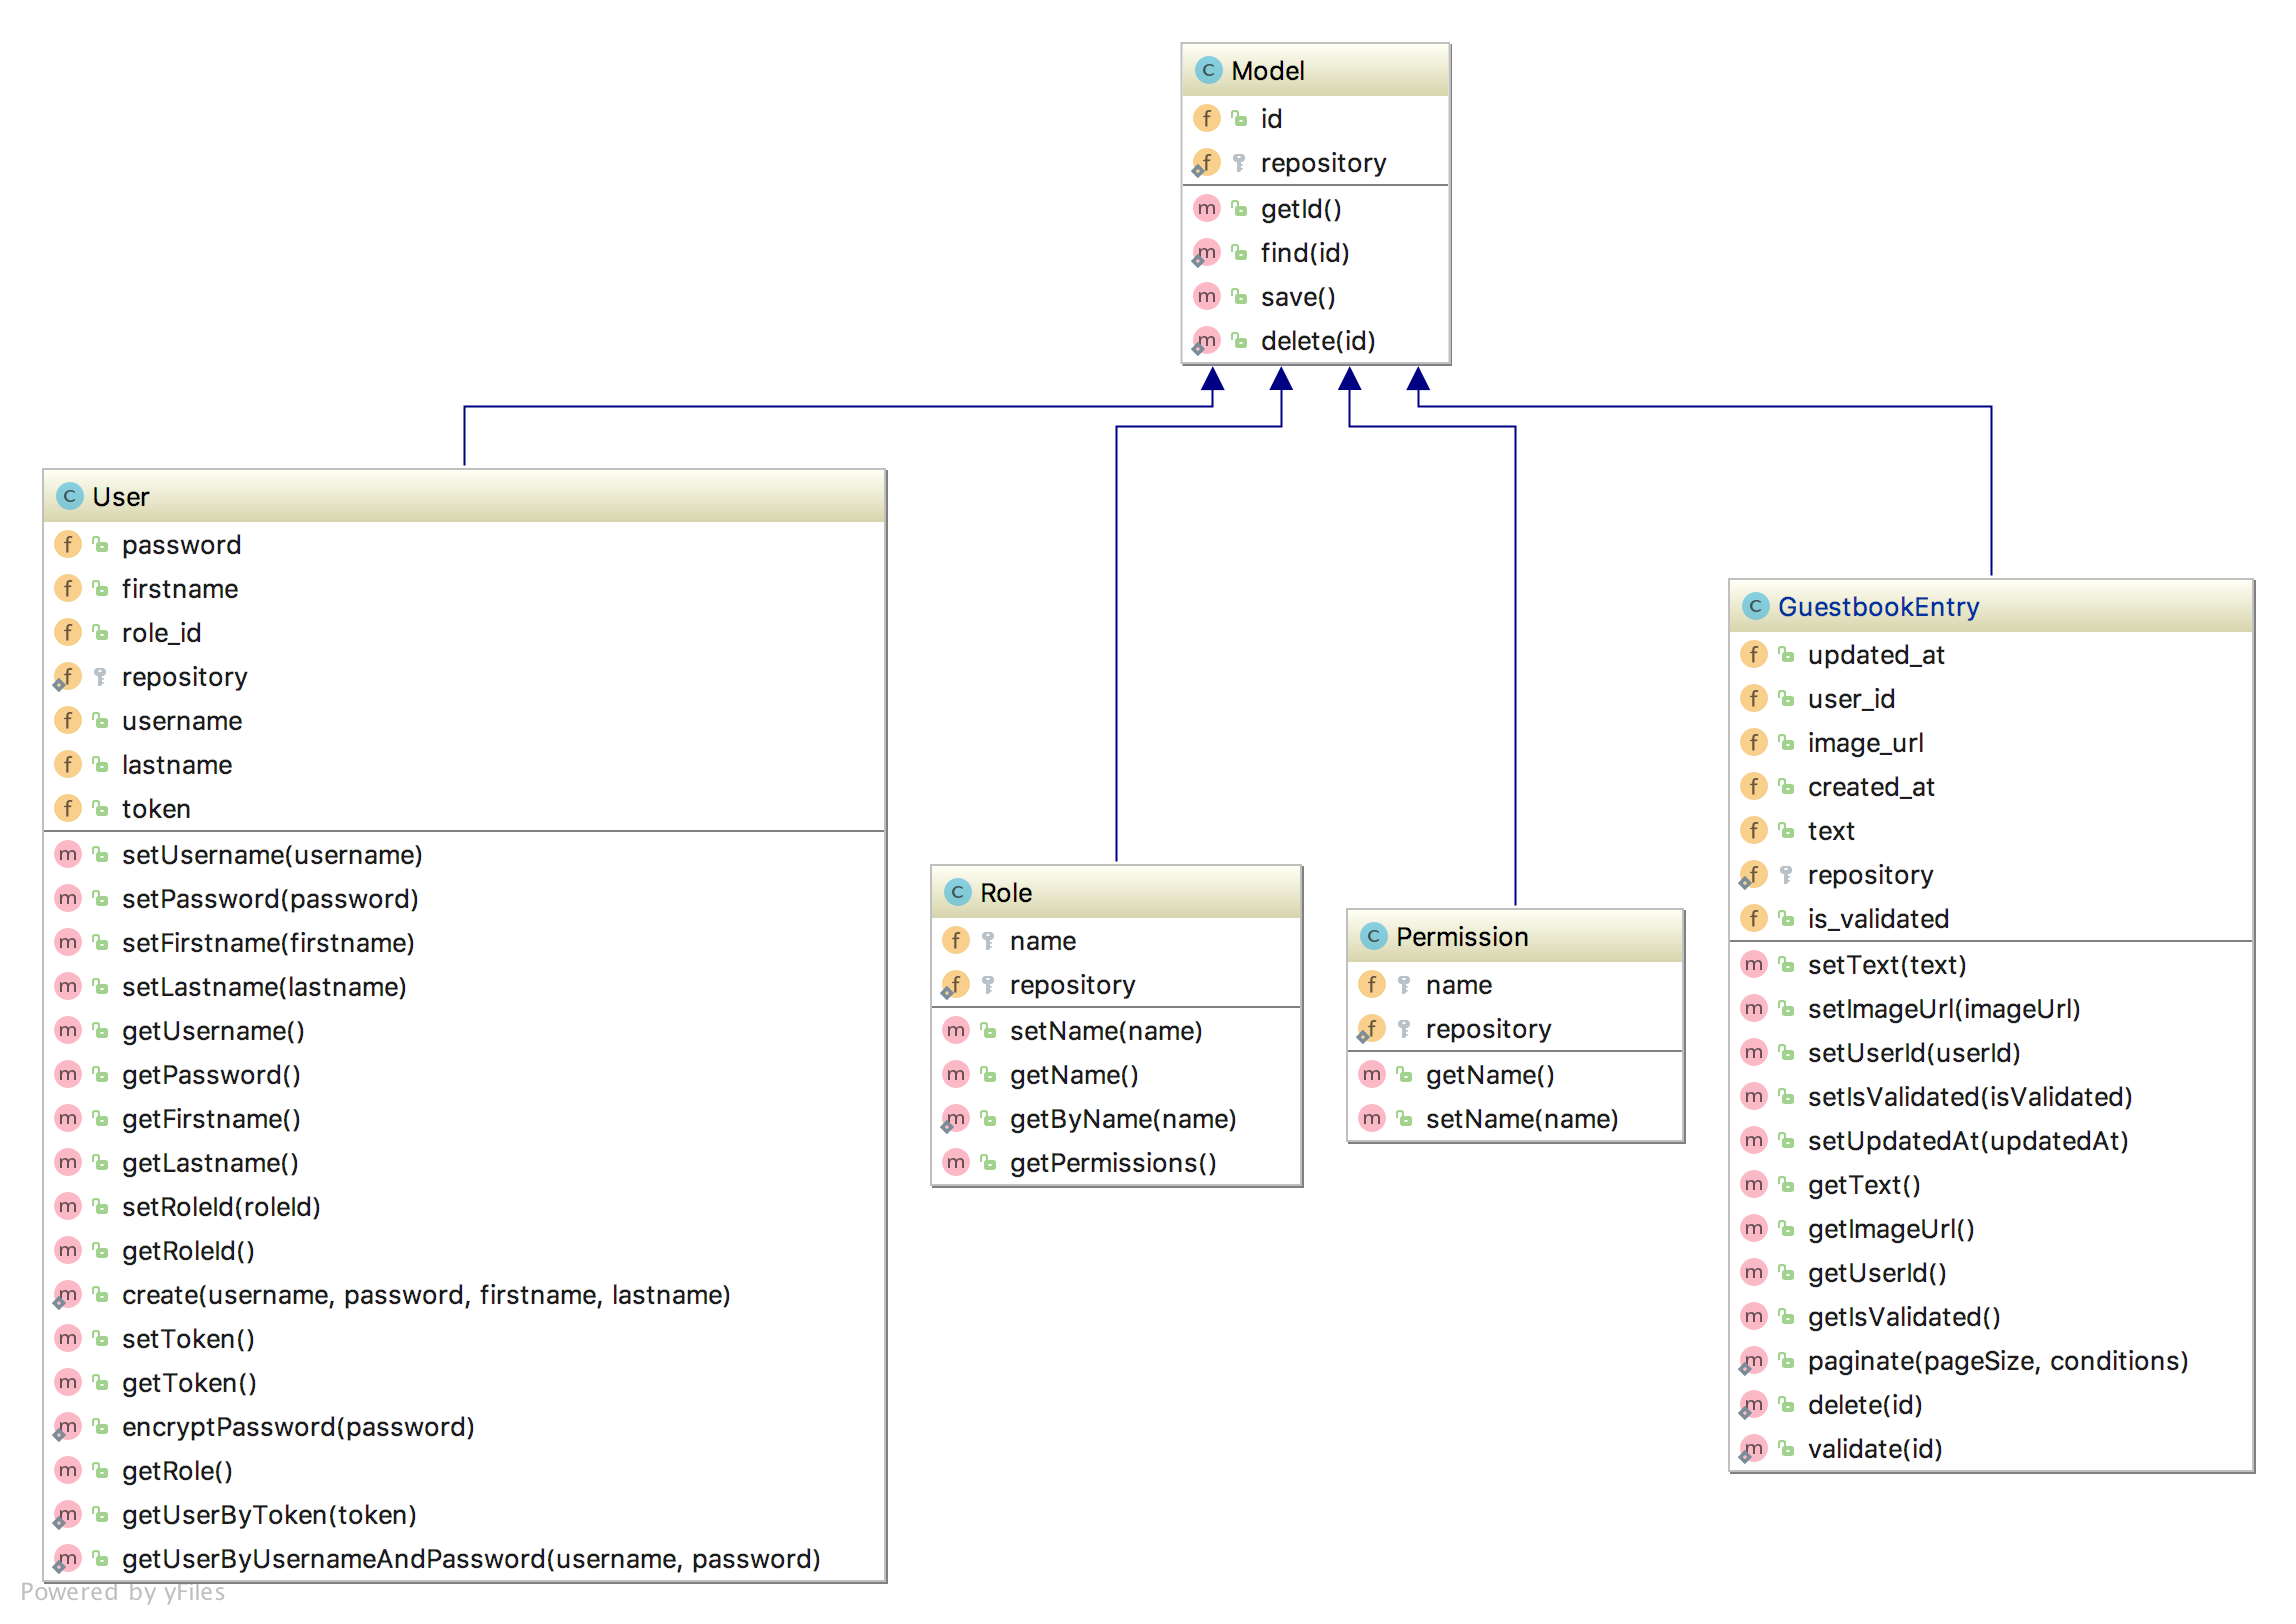 Model
id
repository
getId()
find(id)
save()
delete(id)
User
password
firstname
role_id
repository
username
lastname
token
setUsername(username)
setPassword(password)
setFirstname(firstname)
setLastname(lastname)
getUsername()
getPassword()
getFirstname()
getLastname()
setRoleId(roleId)
getRoleId()
create(username, password, firstname, lastname)
setToken()
getToken()
encryptPassword(password)
getRole()
getUserByToken(token)
getUserByUsernameAndPassword(username, password)
Role
name
repository
setName(name)
getName()
getByName(name)
getPermissions()
Permission
name
repository
getName()
setName(name)
GuestbookEntry
updated_at
user_id
image_url
created_at
text
repository
is_validated
setText(text)
setImageUrl(imageUrl)
setUserId(userId)
setIsValidated(isValidated)
setUpdatedAt(updatedAt)
getText()
getImageUrl()
getUserId()
getIsValidated()
paginate(pageSize, conditions)
delete(id)
validate(id)
Powered by yFiles